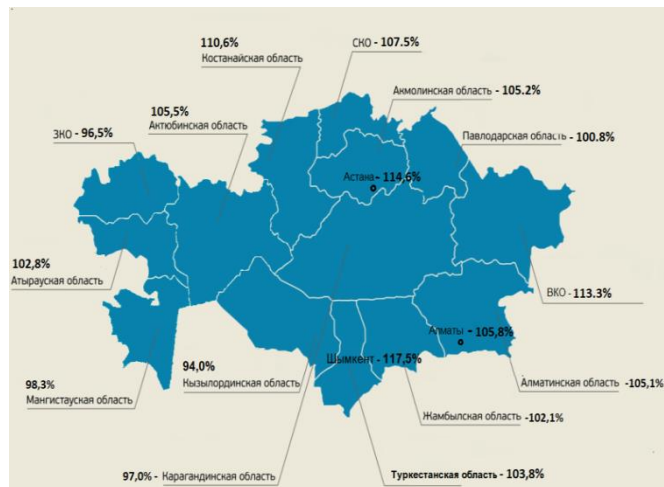 110,6%
Костанайская область
СКО - 107.5%
Акмолинская область - 105.2%
105,5%
Актюбинская область
ЗКО - 96,5%
Павлодарская область - 100.8%
Астана - 114,6%
102,8%
Атырауская область
ВКО - 113.3%
Алматы - 105,8%
Шымкент - 117,5%
94,0%
Кызылординская область
98,3%
Мангистауская область
Алматинская область -105,1%
Жамбылская область -102,1%
97,0% - Карагандинская область
Туркестанская область - 103,8%